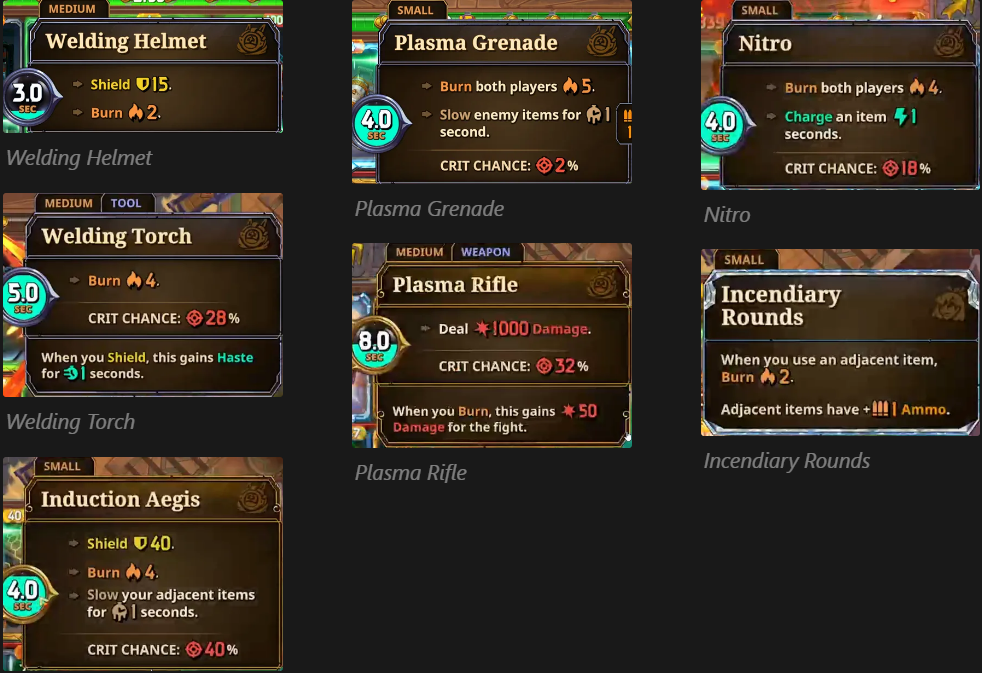 MEDIUM
Welding Helmet
3.0
SEC
Shield 15.
Burn 2.
Welding Helmet
MEDIUM TOOL
Welding Torch
5.0
SEC
Burn 4.
CRIT CHANCE: 28%
When you Shield, this gains Haste
for 1 seconds.
Welding Torch
SMALL
Induction Aegis
40
4.0
SEC
Shield 40.
Burn 4.
Slow your adjacent items
for 1 seconds.
CRIT CHANCE: 40%
SMALL
Plasma Grenade
4.0
SEC
Burn both players 5.
Slow enemy items for 1
second.
1
CRIT CHANCE: 2%
Plasma Grenade
MEDIUM WEAPON
Plasma Rifle
8.0
SEC
Deal 1000 Damage.
CRIT CHANCE: 32%
When you Burn, this gains 50
Damage for the fight.
7
Plasma Rifle
SMALL
Nitro
4.0
SEC
Burn both players 4.
Charge an item 1
seconds.
CRIT CHANCE: 18%
Nitro
SMALL
Incendiary
Rounds
When you use an adjacent item,
Burn 2.
Adjacent items have + 1 Ammo.
Incendiary Rounds